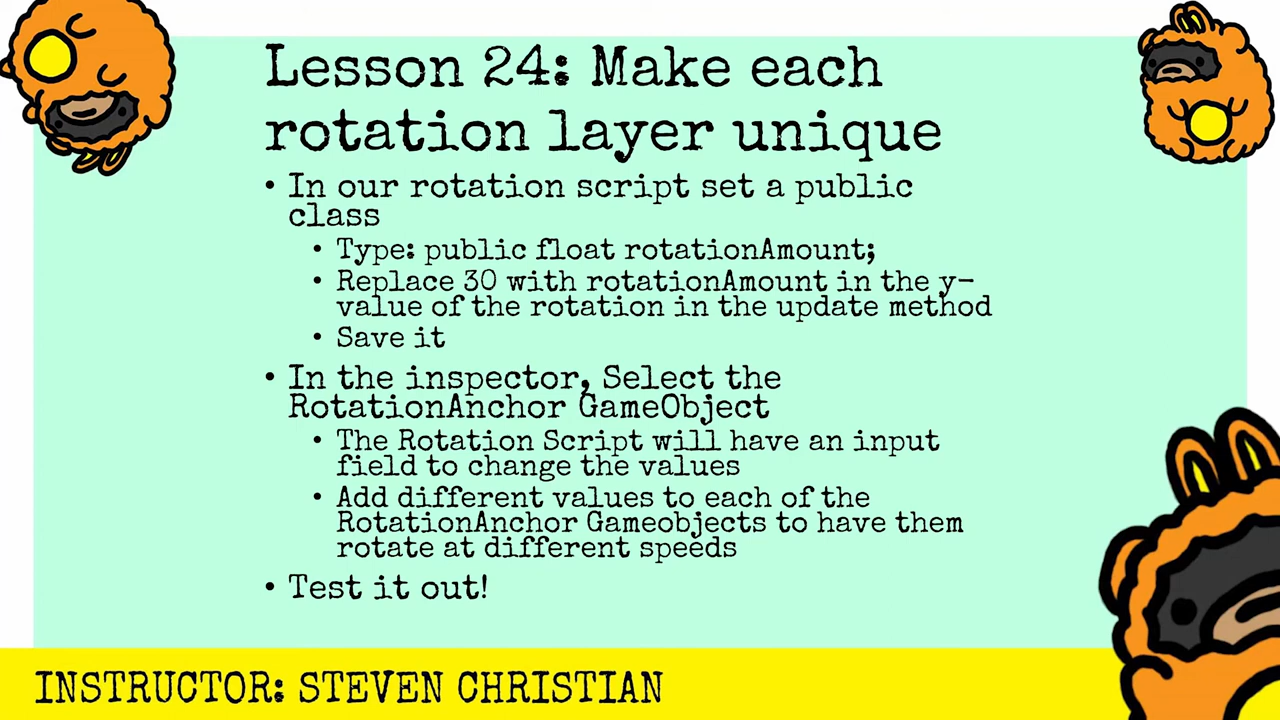 Lesson 24: Make each
rotation layer unique
• In our rotation script set a public
class
• Type: public float rotationAmount;
• Replace 30 with rotationAmount in the y-
value of the rotation in the update method
• Save it
• In the inspector, Select the
RotationAnchor GameObject
• The Rotation Script will have an input
field to change the values
• Add different values to each of the
RotationAnchor Gameobjects to have them
rotate at different speeds
• Test it out!
INSTRUCTOR: STEVEN CHRISTIAN